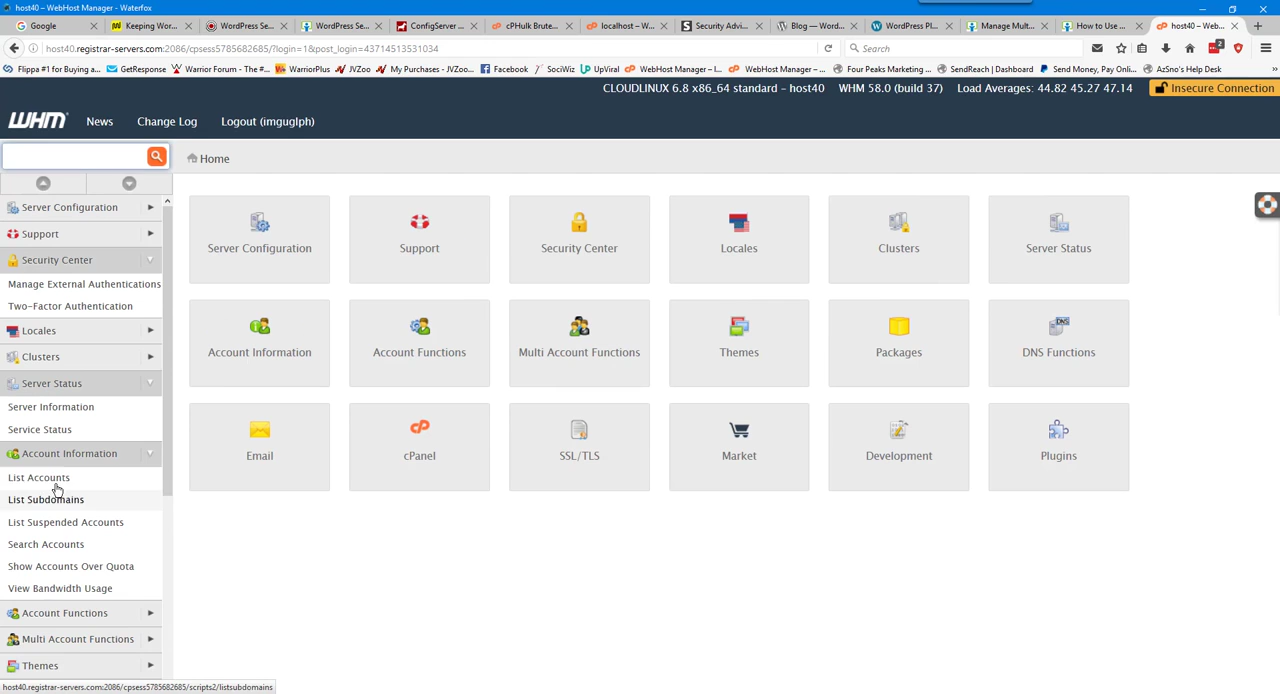 host40 - WebHost Manager - Waterfox
Google
Keeping Wor...
WordPress Se...
WordPress Se...
ConfigServer ...
cPHulk Brute...
localhost – W...
Security Advi...
Blog — Word...
WordPress Pl...
Manage Mult...
How to Use ...
host40 – Web...
host40.registrar-servers.com:2086/cpsess5785682685/?login=1&post_login=43714513531034
Search
2
Flippa #1 for Buying a...
GetResponse
Warrior Forum - The #...
WarriorPlus
JVZoo
My Purchases - JVZoo...
Facebook
SociWiz
UpViral
WebHost Manager – l...
WebHost Manager – ...
Four Peaks Marketing ...
SendReach | Dashboard
Send Money, Pay Onli...
AzSno's Help Desk
CLOUDLINUX 6.8 x86_64 standard – host40
WHM 58.0 (build 37)
Load Averages: 44.82 45.27 47.14
Insecure Connection
WHM
News
Change Log
Logout (imguglph)
Home
Server Configuration
Support
Security Center
Manage External Authentications
Two-Factor Authentication
Locales
Clusters
Server Status
Server Information
Service Status
Account Information
List Accounts
List Subdomains
List Suspended Accounts
Search Accounts
Show Accounts Over Quota
View Bandwidth Usage
Account Functions
Multi Account Functions
Themes
Server Configuration
Support
Security Center
Locales
Clusters
Server Status
Account Information
Account Functions
Multi Account Functions
Themes
Packages
DNS
DNS Functions
Email
cPanel
SSL/TLS
Market
Development
Plugins
host40.registrar-servers.com:2086/cpsess5785682685/scripts2/listsubdomains